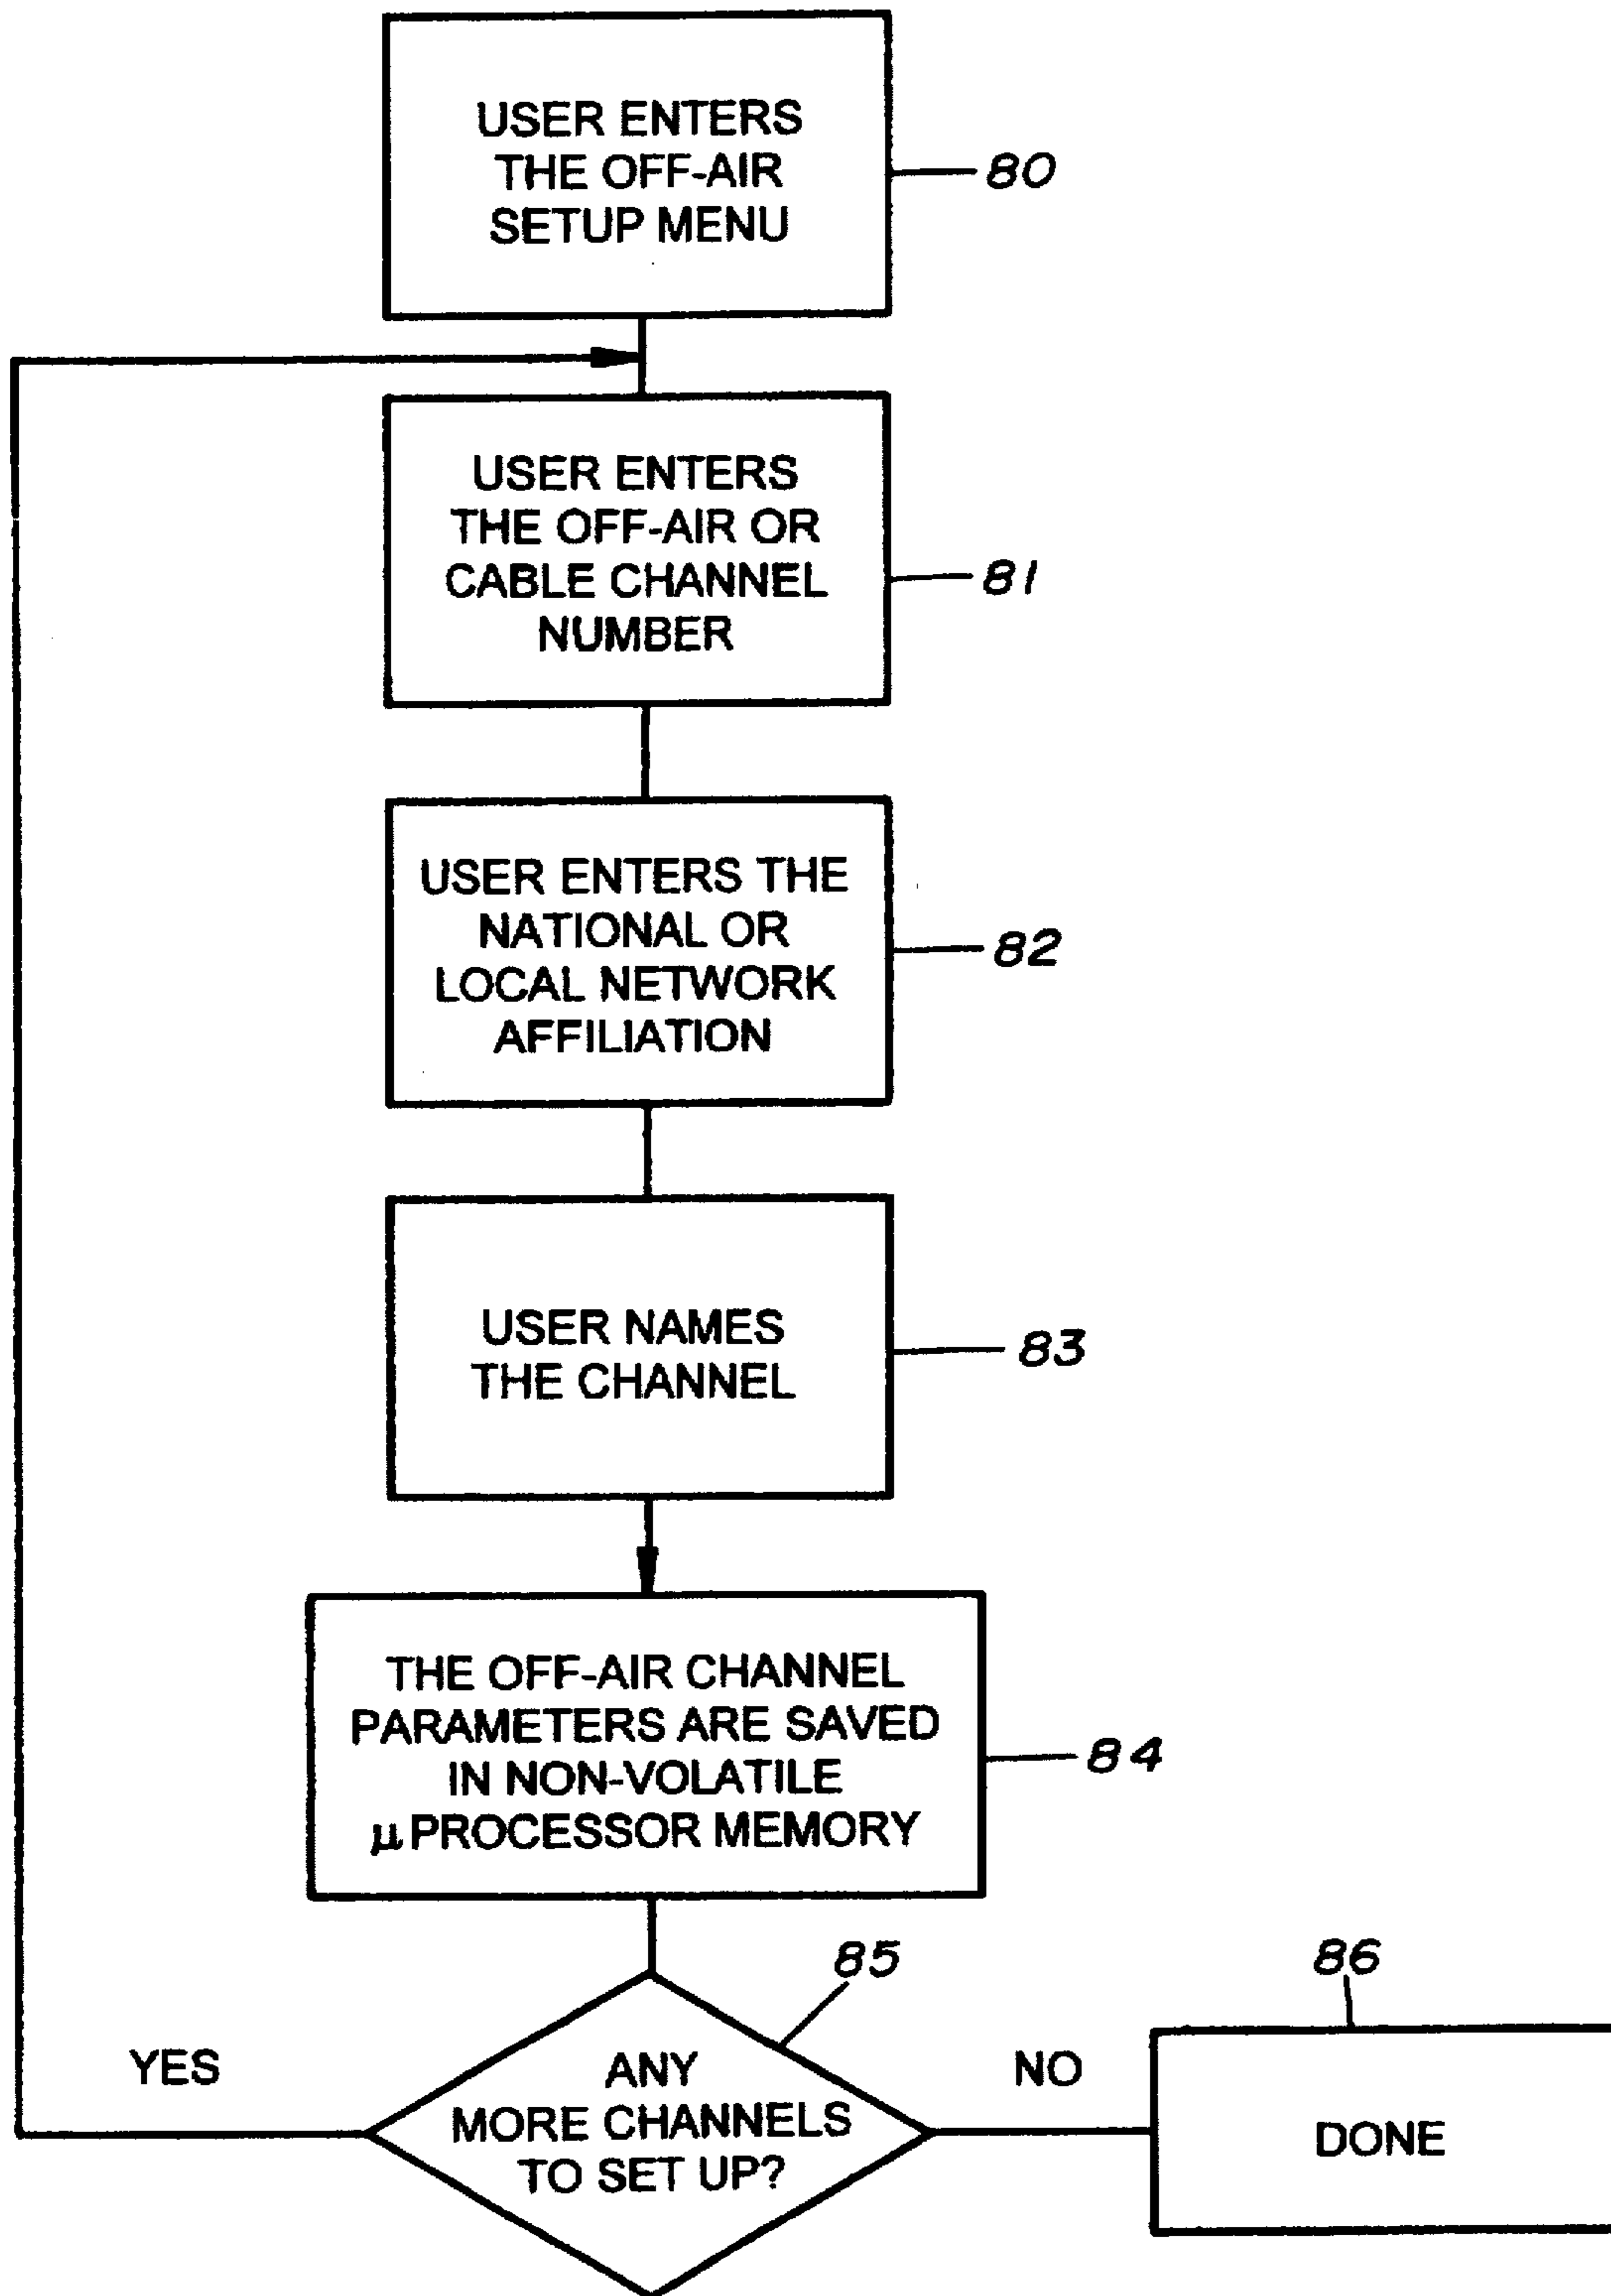 USER ENTERS
THE OFF-AIR
SETUP MENU
80
USER ENTERS
THE OFF-AIR OR
CABLE CHANNEL
NUMBER
81
USER ENTERS THE
NATIONAL OR
LOCAL NETWORK
AFFILIATION
82
USER NAMES
THE CHANNEL
83
THE OFF-AIR CHANNEL
PARAMETERS ARE SAVED
IN NON-VOLATILE
µ PROCESSOR MEMORY
84
85
86
YES
ANY
MORE CHANNELS
TO SET UP?
NO
DONE